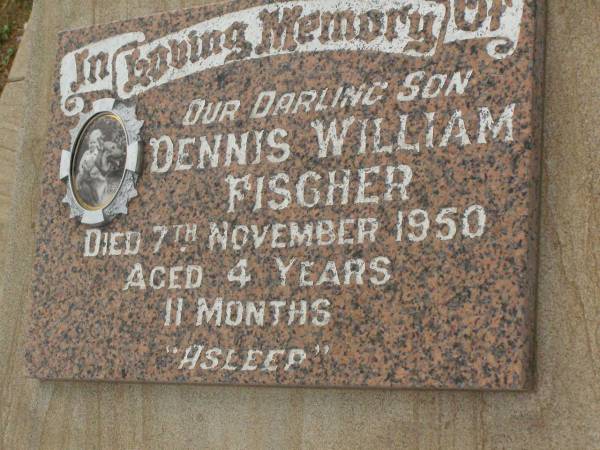 In Loving Memory Of
OUR DARLING SON
DENNIS WILLIAM
FISCHER
DIED 7TH NOVEMBER 1950
AGED 4 YEARS
11 MONTHS
"ASLEEP"